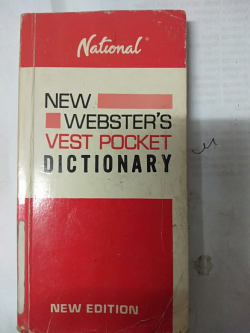 National
NEW
WEBSTER'S
VEST POCKET
DICTIONARY
NEW EDITION